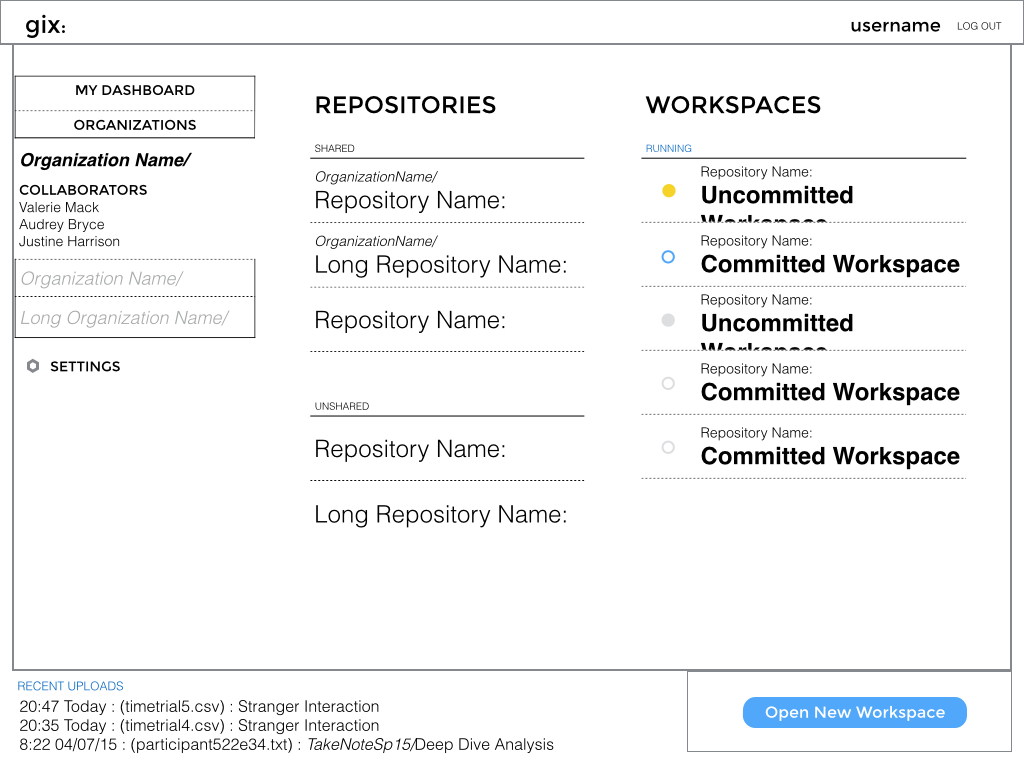 gix:
username LOG OUT
MY DASHBOARD
ORGANIZATIONS
Organization Name/
COLLABORATORS
Valerie Mack
Audrey Bryce
Justine Harrison
Organization Name/
Long Organization Name/
SETTINGS
REPOSITORIES
SHARED
OrganizationName/
Repository Name:
OrganizationName/
Long Repository Name:
Repository Name:
UNSHARED
Repository Name:
Long Repository Name:
WORKSPACES
RUNNING
Repository Name:
Uncommitted
Workspace
Repository Name:
Committed Workspace
Repository Name:
Uncommitted
Workspace
Repository Name:
Committed Workspace
Repository Name:
Committed Workspace
RECENT UPLOADS
20:47 Today : (timetrial5.csv) : Stranger Interaction
20:35 Today : (timetrial4.csv) : Stranger Interaction
8:22 04/07/15 : (participant522e34.txt) : TakeNoteSp15/Deep Dive Analysis
Open New Workspace